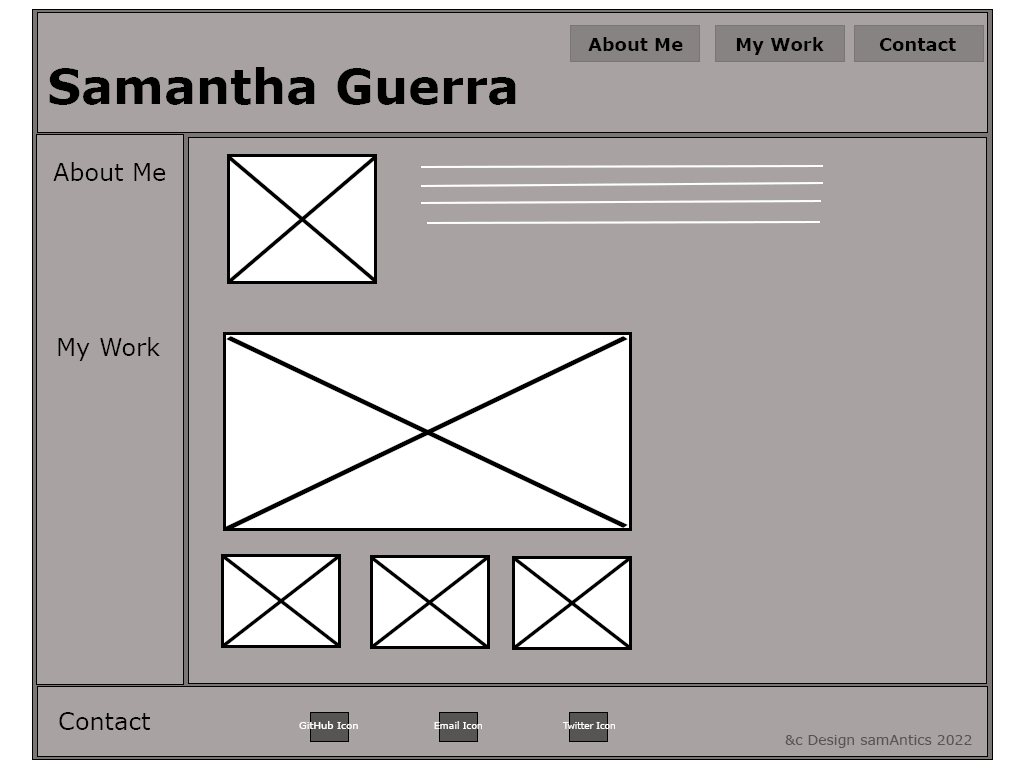 About Me
My Work
Contact
Samantha Guerra
About Me
My Work
Contact
GitHub Icon
Email Icon
Twitter Icon
&c Design samAntics 2022